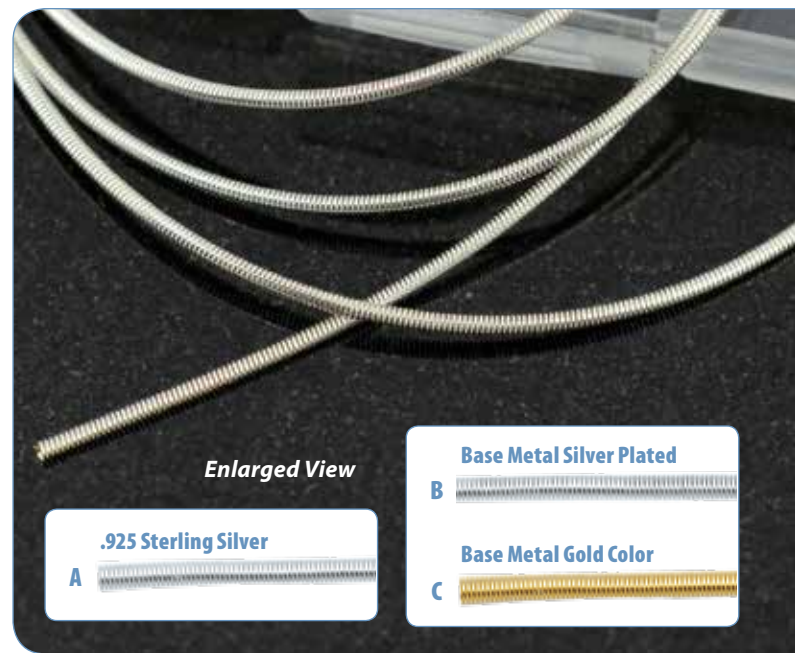 Enlarged View
.925 Sterling Silver
A
Base Metal Silver Plated
B
Base Metal Gold Color
C